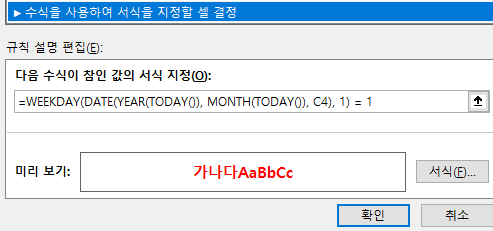 ▶ 수식을 사용하여 서식을 지정할 셀 결정
규칙 설명 편집(E):
다음 수식이 참인 값의 서식 지정(O):
=WEEKDAY(DATE(YEAR(TODAY()), MONTH(TODAY()), C4), 1) = 1
미리 보기: 가나다AaBbCc 서식(F)...
확인 취소